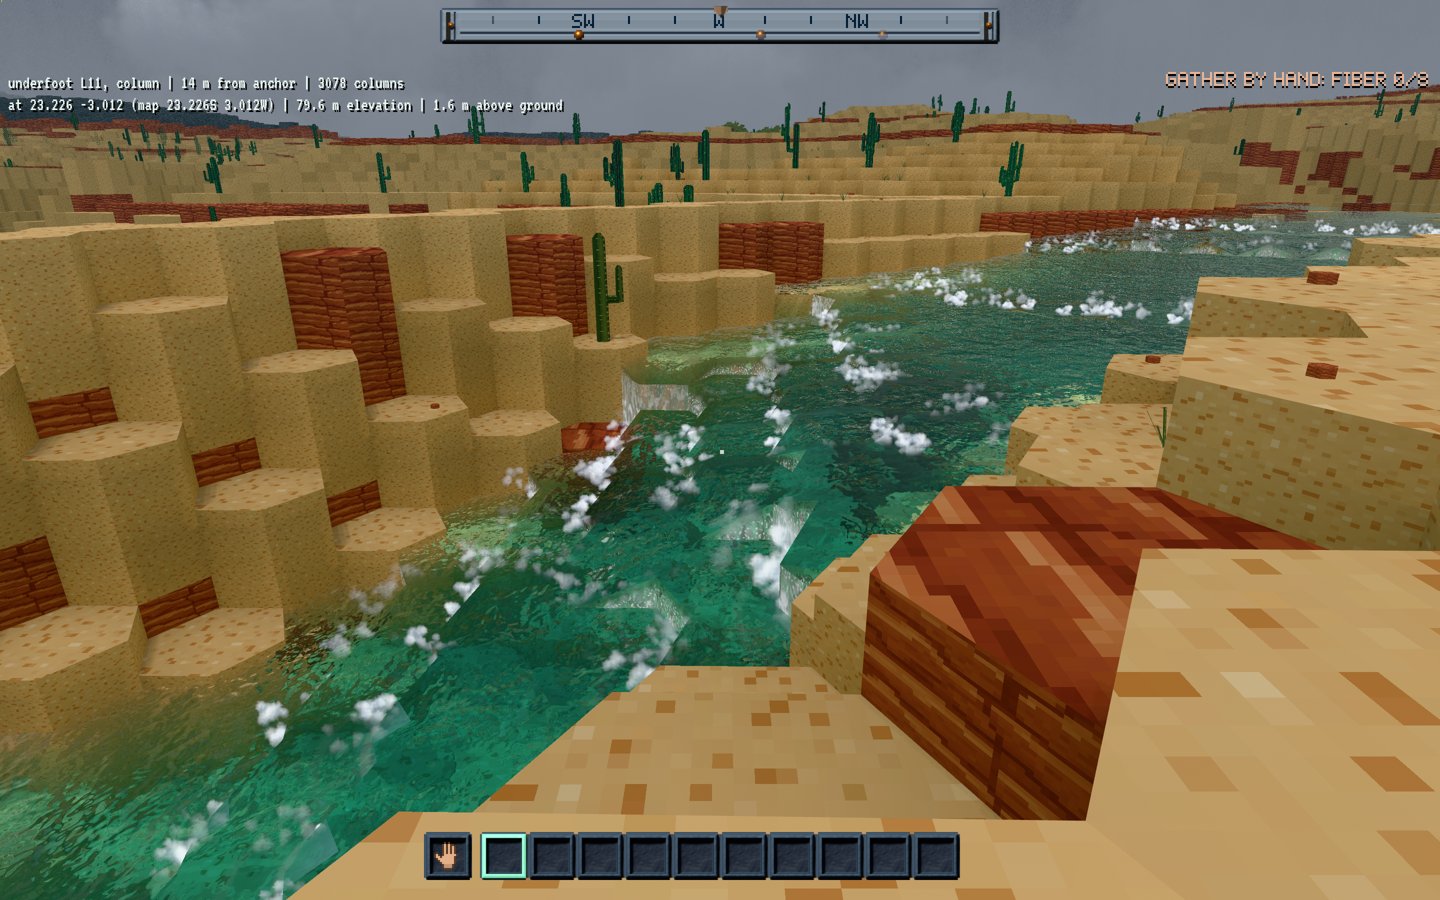 SW W NW
underfoot L11, column | 14 m from anchor | 3078 columns
at 23.226 -3.012 (map 23.226S 3.012W) | 79.6 m elevation | 1.6 m above ground
GATHER BY HAND: FIBER 0/8